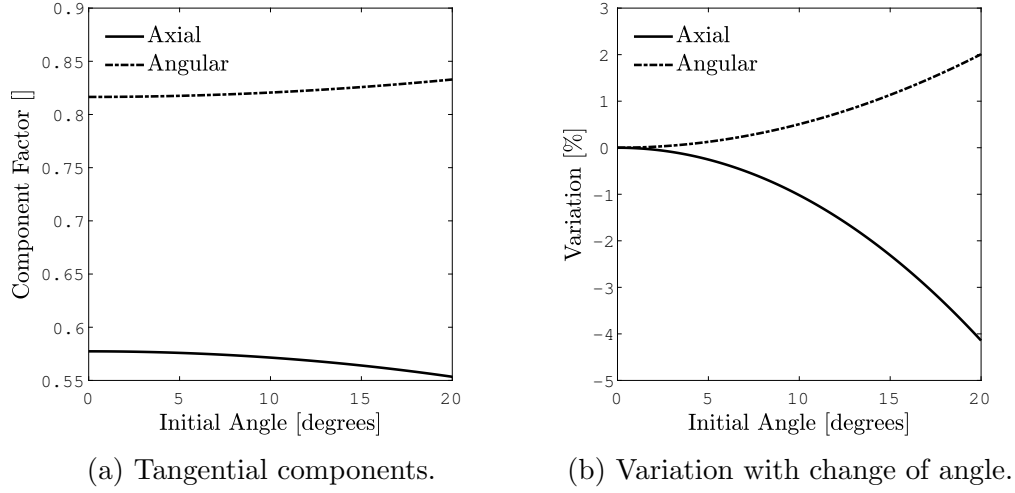 0.9
0.85
0.8
0.75
0.7
0.65
0.6
0.55
Component Factor []
Axial
Angular
0 5 10 15 20
Initial Angle [degrees]
(a) Tangential components.
3
2
1
0
-1
-2
-3
-4
-5
Variation [%]
Axial
Angular
0 5 10 15 20
Initial Angle [degrees]
(b) Variation with change of angle.